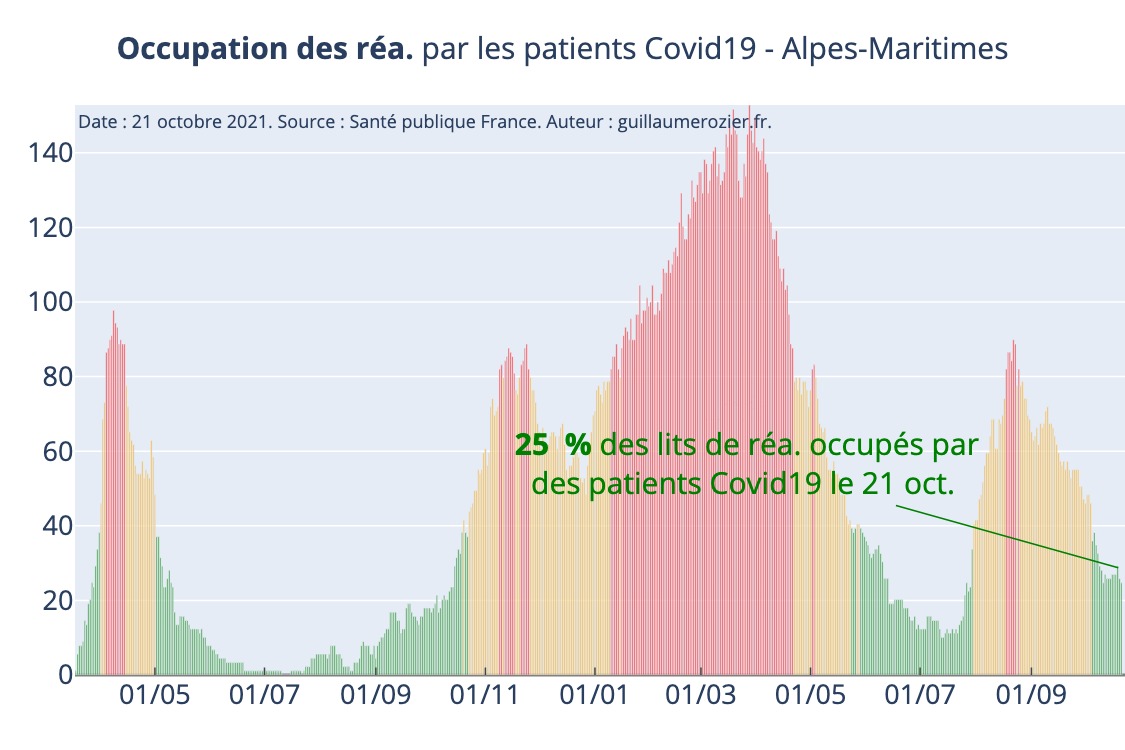 Occupation des réa. par les patients Covid19 - Alpes-Maritimes
Date : 21 octobre 2021. Source : Santé publique France. Auteur : guillaumerozier.fr.
140
120
100
80
60
40
20
0
25 % des lits de réa. occupés par
des patients Covid19 le 21 oct.
01/05 01/07 01/09 01/11 01/01 01/03 01/05 01/07 01/09